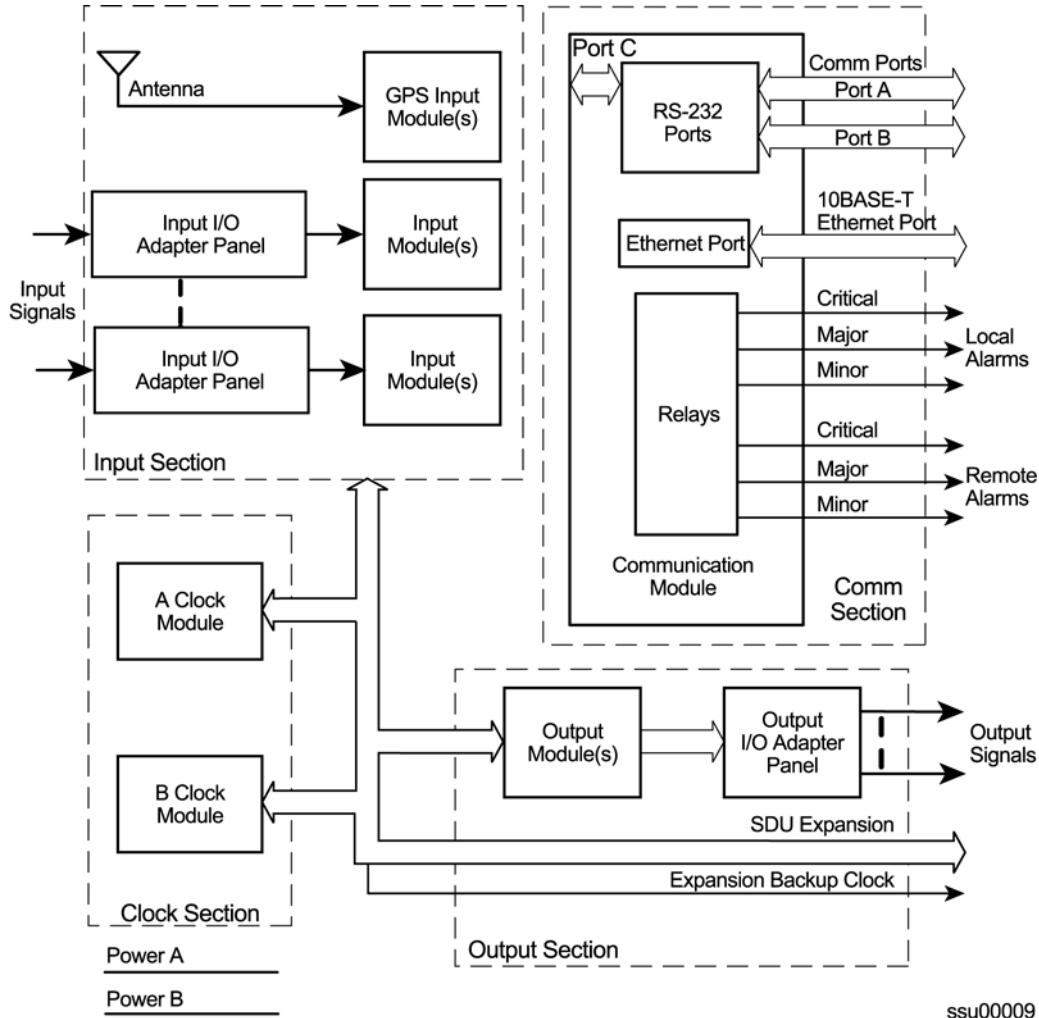 Antenna
GPS Input
Module(s)
Input I/O
Adapter Panel
Input
Module(s)
Input
Signals
Input I/O
Adapter Panel
Input
Module(s)
Input Section
Port C
RS-232
Ports
Comm Ports
Port A
Port B
10BASE-T
Ethernet Port
Ethernet Port
Relays
Critical
Major
Minor
Local
Alarms
Critical
Major
Minor
Remote
Alarms
Communication
Module
Comm
Section
A Clock
Module
B Clock
Module
Clock Section
Power A
Power B
Output
Module(s)
Output
I/O Adapter
Panel
Output
Signals
SDU Expansion
Expansion Backup Clock
Output Section
ssu00009